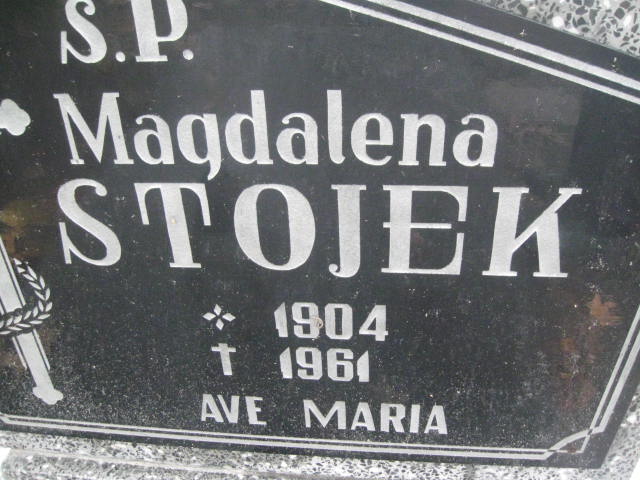 S.P.
Magdalena
STOJEK
1904
† 1961
AVE MARIA